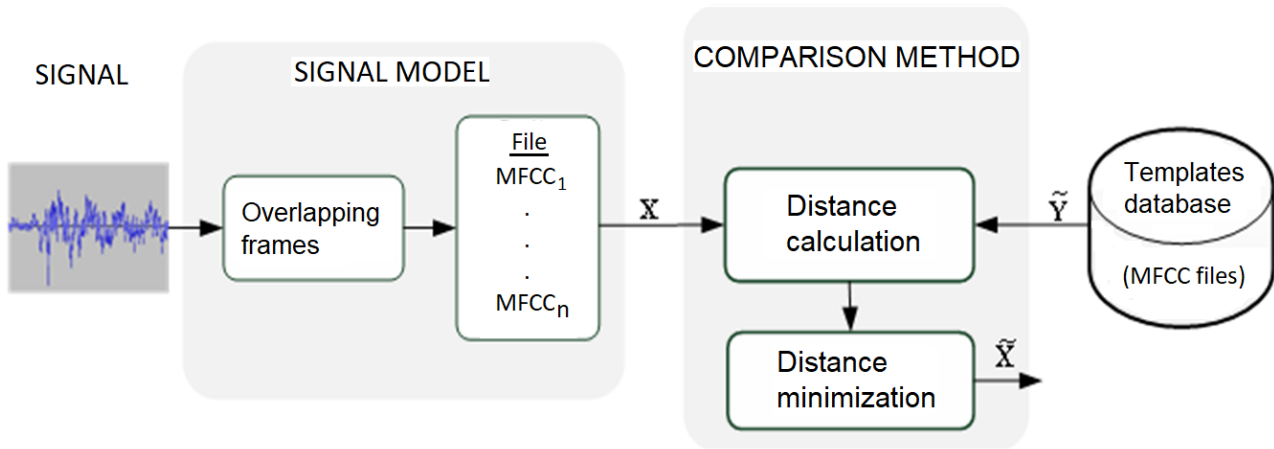 SIGNAL
SIGNAL MODEL
COMPARISON METHOD
Overlapping
frames
File
MFCC₁
.
.
.
MFCCₙ
X
Distance
calculation
Ỹ
Templates
database
(MFCC files)
Distance
minimization
X̃